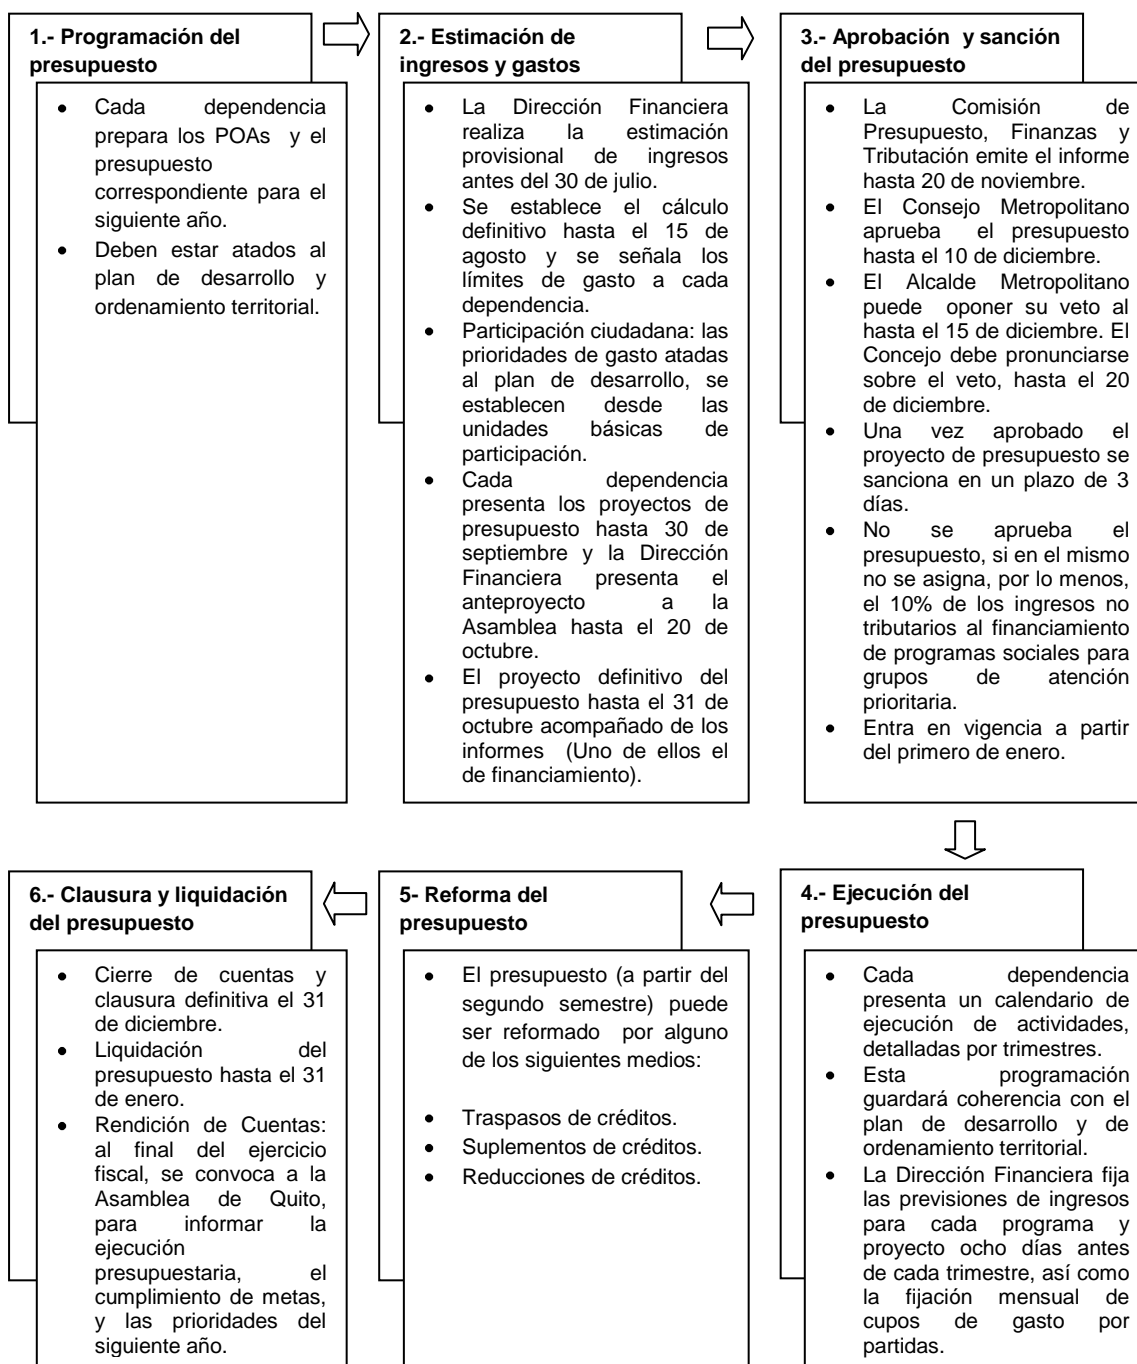 1.- Programación del
presupuesto
• Cada dependencia
prepara los POAs y el
presupuesto
correspondiente para el
siguiente año.
• Deben estar atados al
plan de desarrollo y
ordenamiento territorial.
2.- Estimación de
ingresos y gastos
• La Dirección Financiera
realiza la estimación
provisional de ingresos
antes del 30 de julio.
• Se establece el cálculo
definitivo hasta el 15 de
agosto y se señala los
límites de gasto a cada
dependencia.
• Participación ciudadana: las
prioridades de gasto atadas
al plan de desarrollo, se
establecen desde las
unidades básicas de
participación.
• Cada dependencia
presenta los proyectos de
presupuesto hasta 30 de
septiembre y la Dirección
Financiera presenta el
anteproyecto a la
Asamblea hasta el 20 de
octubre.
• El proyecto definitivo del
presupuesto hasta el 31 de
octubre acompañado de los
informes (Uno de ellos el
de financiamiento).
3.- Aprobación y sanción
del presupuesto
• La Comisión de
Presupuesto, Finanzas y
Tributación emite el informe
hasta 20 de noviembre.
• El Consejo Metropolitano
aprueba el presupuesto
hasta el 10 de diciembre.
• El Alcalde Metropolitano
puede oponer su veto al
hasta el 15 de diciembre. El
Concejo debe pronunciarse
sobre el veto, hasta el 20
de diciembre.
• Una vez aprobado el
proyecto de presupuesto se
sanciona en un plazo de 3
días.
• No se aprueba el
presupuesto, si en el mismo
no se asigna, por lo menos,
el 10% de los ingresos no
tributarios al financiamiento
de programas sociales para
grupos de atención
prioritaria.
• Entra en vigencia a partir
del primero de enero.
4.- Ejecución del
presupuesto
• Cada dependencia
presenta un calendario de
ejecución de actividades,
detalladas por trimestres.
• Esta programación
guardará coherencia con el
plan de desarrollo y de
ordenamiento territorial.
• La Dirección Financiera fija
las previsiones de ingresos
para cada programa y
proyecto ocho días antes
de cada trimestre, así como
la fijación mensual de
cupos de gasto por
partidas.
5- Reforma del
presupuesto
• El presupuesto (a partir del
segundo semestre) puede
ser reformado por alguno
de los siguientes medios:
• Traspasos de créditos.
• Suplementos de créditos.
• Reducciones de créditos.
6.- Clausura y liquidación
del presupuesto
• Cierre de cuentas y
clausura definitiva el 31
de diciembre.
• Liquidación del
presupuesto hasta el 31
de enero.
• Rendición de Cuentas:
al final del ejercicio
fiscal, se convoca a la
Asamblea de Quito,
para informar la
ejecución
presupuestaria, el
cumplimiento de metas,
y las prioridades del
siguiente año.